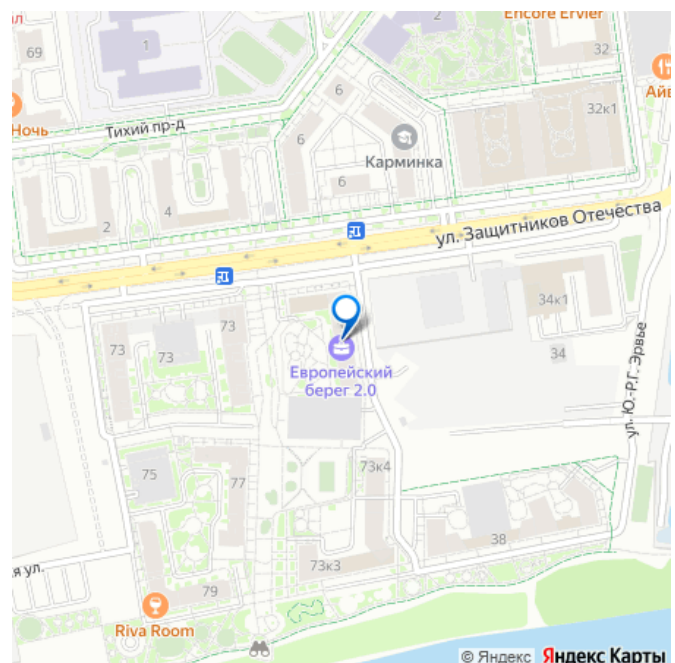 Encore Ervier
2
1
69
32
6
Ай
32к1
Ночь
Тихий пр-д
6
Карминка
6
4
2
ул. Защитников Отечества
34к1
73
73
73
34
Европейский
берег 2.0
ул. Ю.-Р.Г. Эрвье
73к4
75
77
38
73к3
я ул.
79
Riva Room
© Яндекс Яндекс Карты